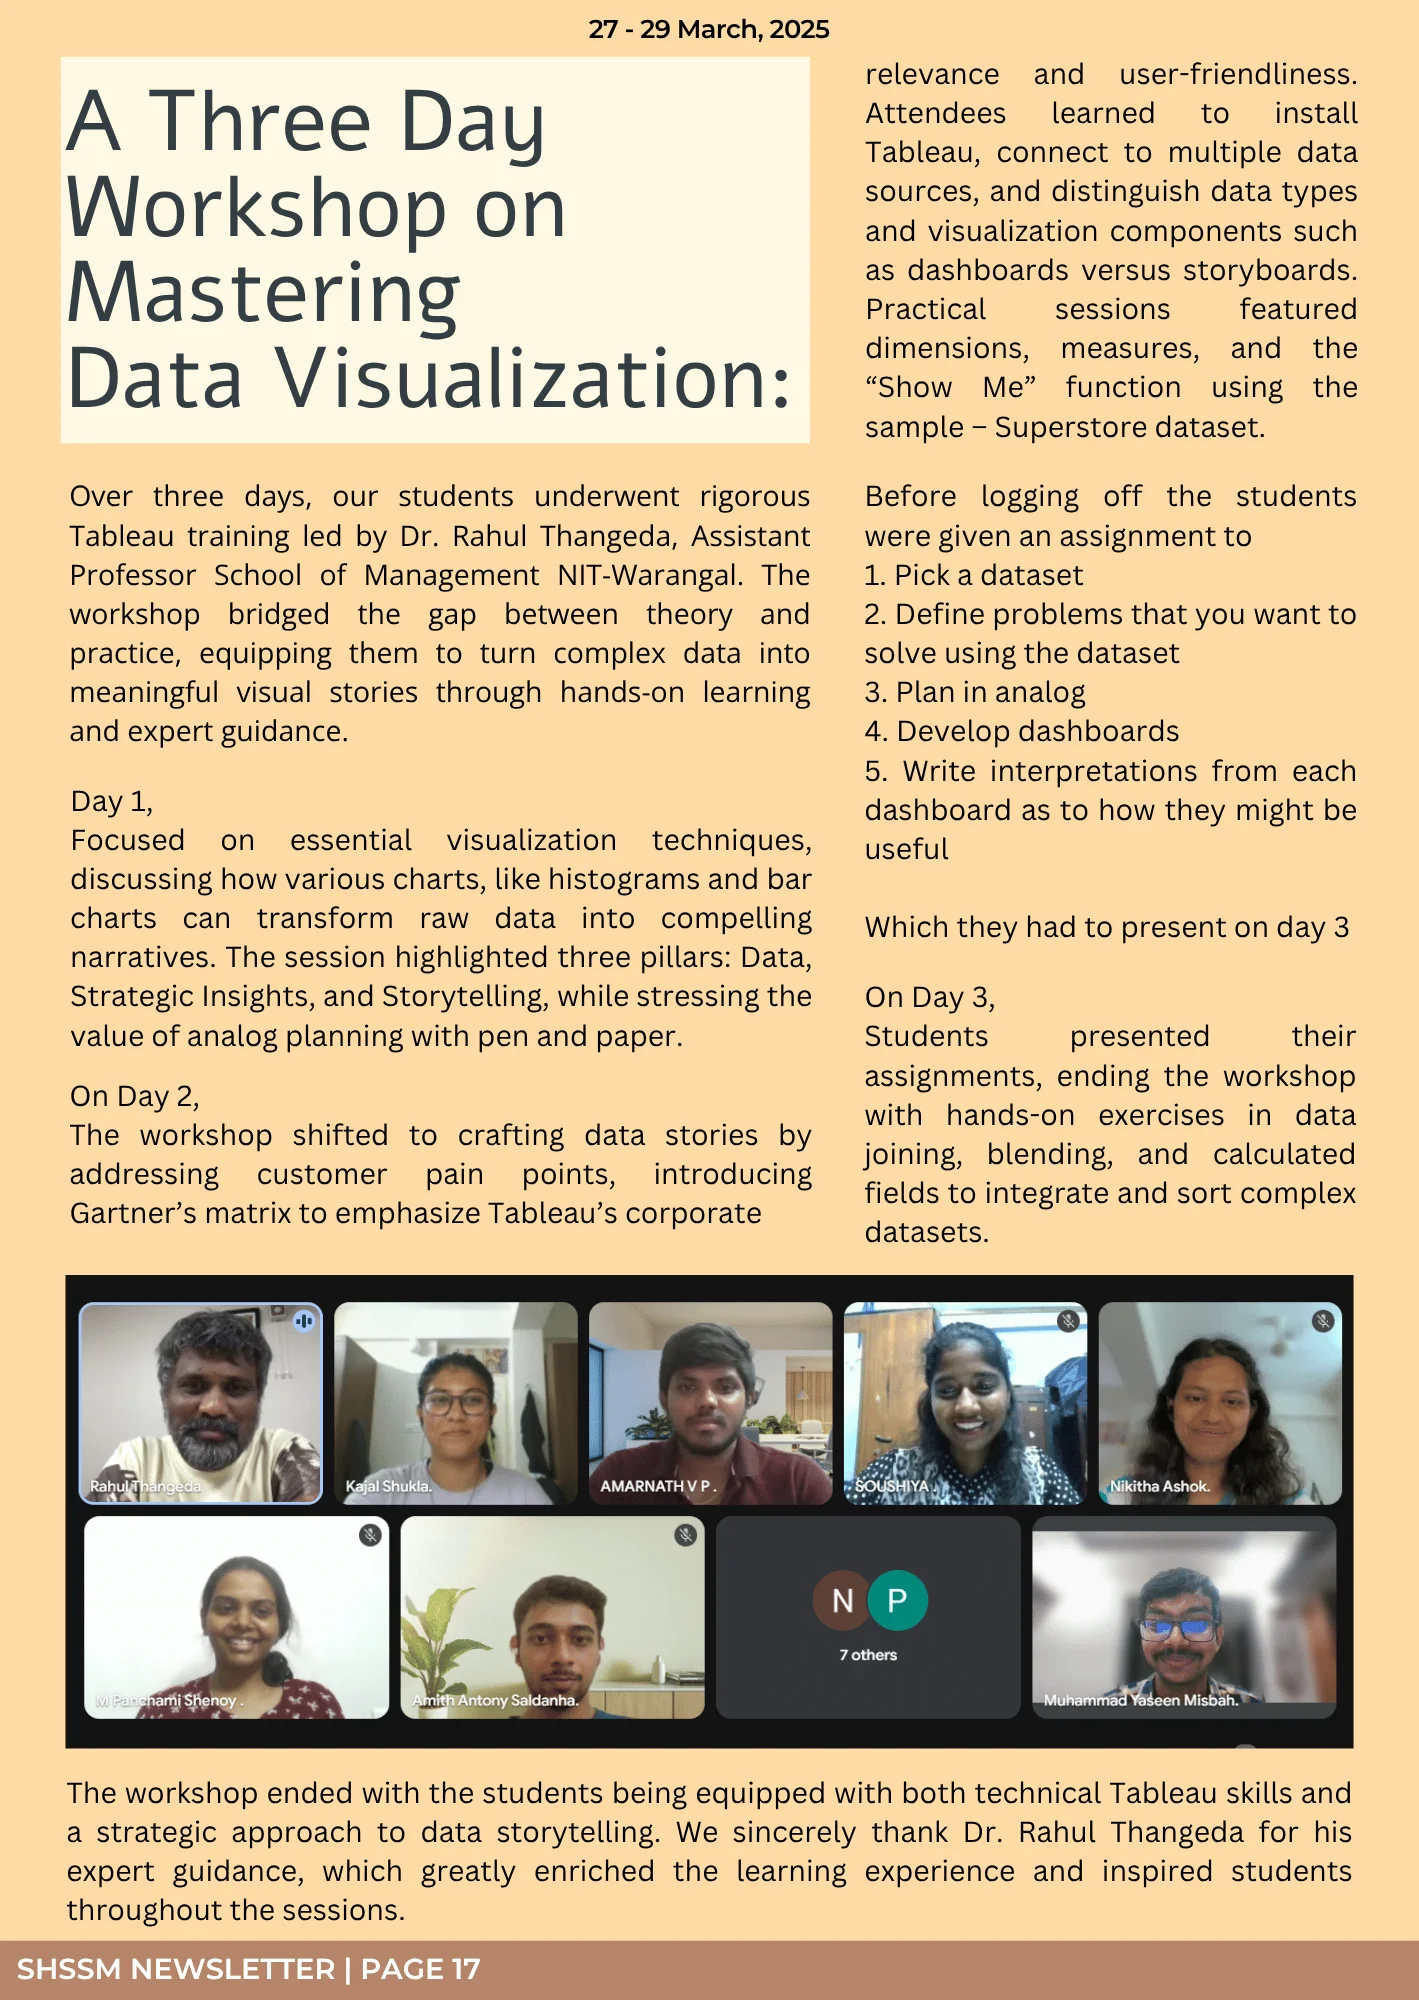 27 - 29 March, 2025
A Three Day
Workshop on
Mastering
Data Visualization:
Over three days, our students underwent rigorous
Tableau training led by Dr. Rahul Thangeda, Assistant
Professor School of Management NIT-Warangal. The
workshop bridged the gap between theory and
practice, equipping them to turn complex data into
meaningful visual stories through hands-on learning
and expert guidance.
Day 1,
Focused on essential visualization techniques,
discussing how various charts, like histograms and bar
charts can transform raw data into compelling
narratives. The session highlighted three pillars: Data,
Strategic Insights, and Storytelling, while stressing the
value of analog planning with pen and paper.
On Day 2,
The workshop shifted to crafting data stories by
addressing customer pain points, introducing
Gartner’s matrix to emphasize Tableau’s corporate
relevance and user-friendliness.
Attendees learned to install
Tableau, connect to multiple data
sources, and distinguish data types
and visualization components such
as dashboards versus storyboards.
Practical sessions featured
dimensions, measures, and the
“Show Me” function using the
sample – Superstore dataset.
Before logging off the students
were given an assignment to
1. Pick a dataset
2. Define problems that you want to
solve using the dataset
3. Plan in analog
4. Develop dashboards
5. Write interpretations from each
dashboard as to how they might be
useful
Which they had to present on day 3
On Day 3,
Students presented their
assignments, ending the workshop
with hands-on exercises in data
joining, blending, and calculated
fields to integrate and sort complex
datasets.
Rahul Thangeda
Kajal Shukla.
AMARNATH V P .
SOUSHIYA .
Nikitha Ashok.
M Panchami Shenoy .
Amith Antony Saldanha.
N P
7 others
Muhammad Yaseen Misbah.
The workshop ended with the students being equipped with both technical Tableau skills and
a strategic approach to data storytelling. We sincerely thank Dr. Rahul Thangeda for his
expert guidance, which greatly enriched the learning experience and inspired students
throughout the sessions.
SHSSM NEWSLETTER | PAGE 17